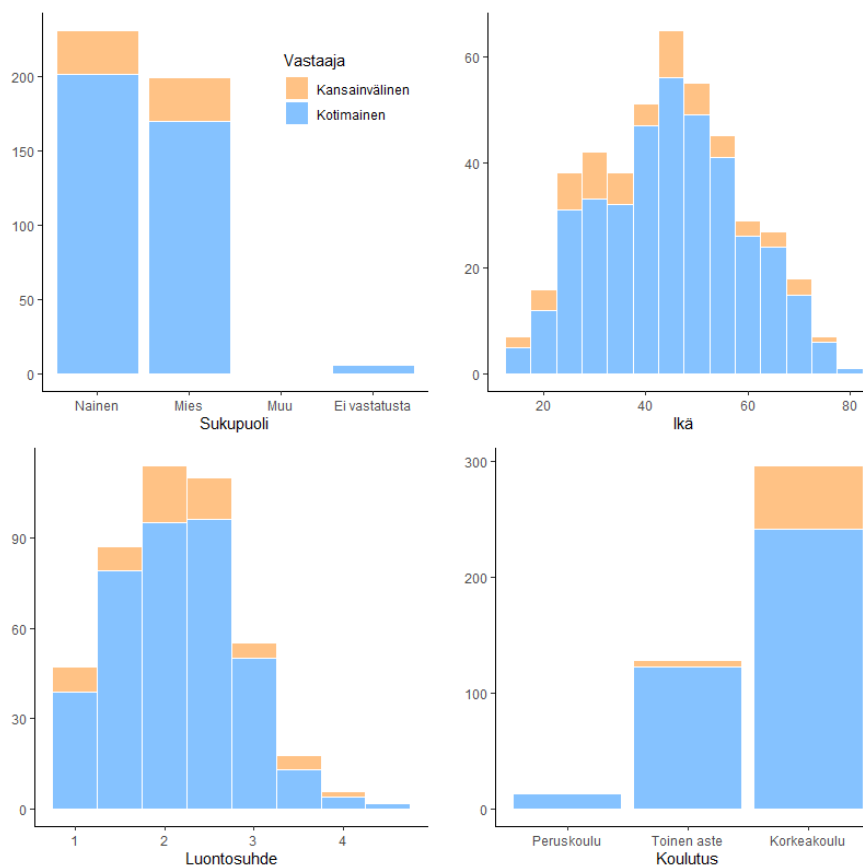 Vastaaja
Kansainvälinen
Kotimainen
200
150
100
50
0
Nainen Mies Muu Ei vastatusta
Sukupuoli
60
40
20
0
20 40 60 80
Ikä
90
60
30
0
1 2 3 4
Luontosuhde
300
200
100
0
Peruskoulu Toinen aste Korkeakoulu
Koulutus